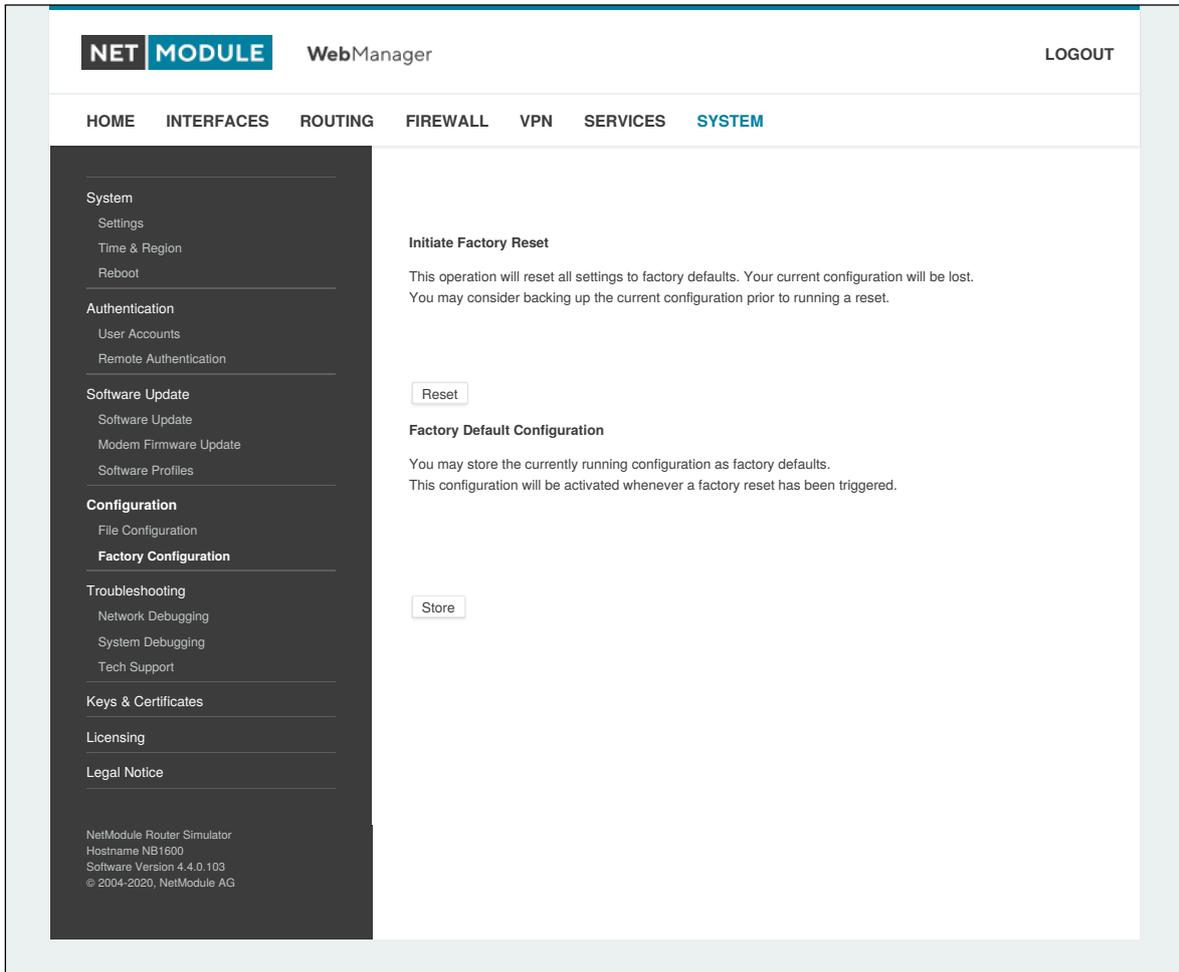 NET MODULE WebManager LOGOUT
HOME INTERFACES ROUTING FIREWALL VPN SERVICES SYSTEM
System
Settings
Time & Region
Reboot
Authentication
User Accounts
Remote Authentication
Software Update
Software Update
Modem Firmware Update
Software Profiles
Configuration
File Configuration
Factory Configuration
Troubleshooting
Network Debugging
System Debugging
Tech Support
Keys & Certificates
Licensing
Legal Notice
NetModule Router Simulator
Hostname NB1600
Software Version 4.4.0.103
© 2004-2020, NetModule AG
Initiate Factory Reset
This operation will reset all settings to factory defaults. Your current configuration will be lost.
You may consider backing up the current configuration prior to running a reset.
Reset
Factory Default Configuration
You may store the currently running configuration as factory defaults.
This configuration will be activated whenever a factory reset has been triggered.
Store